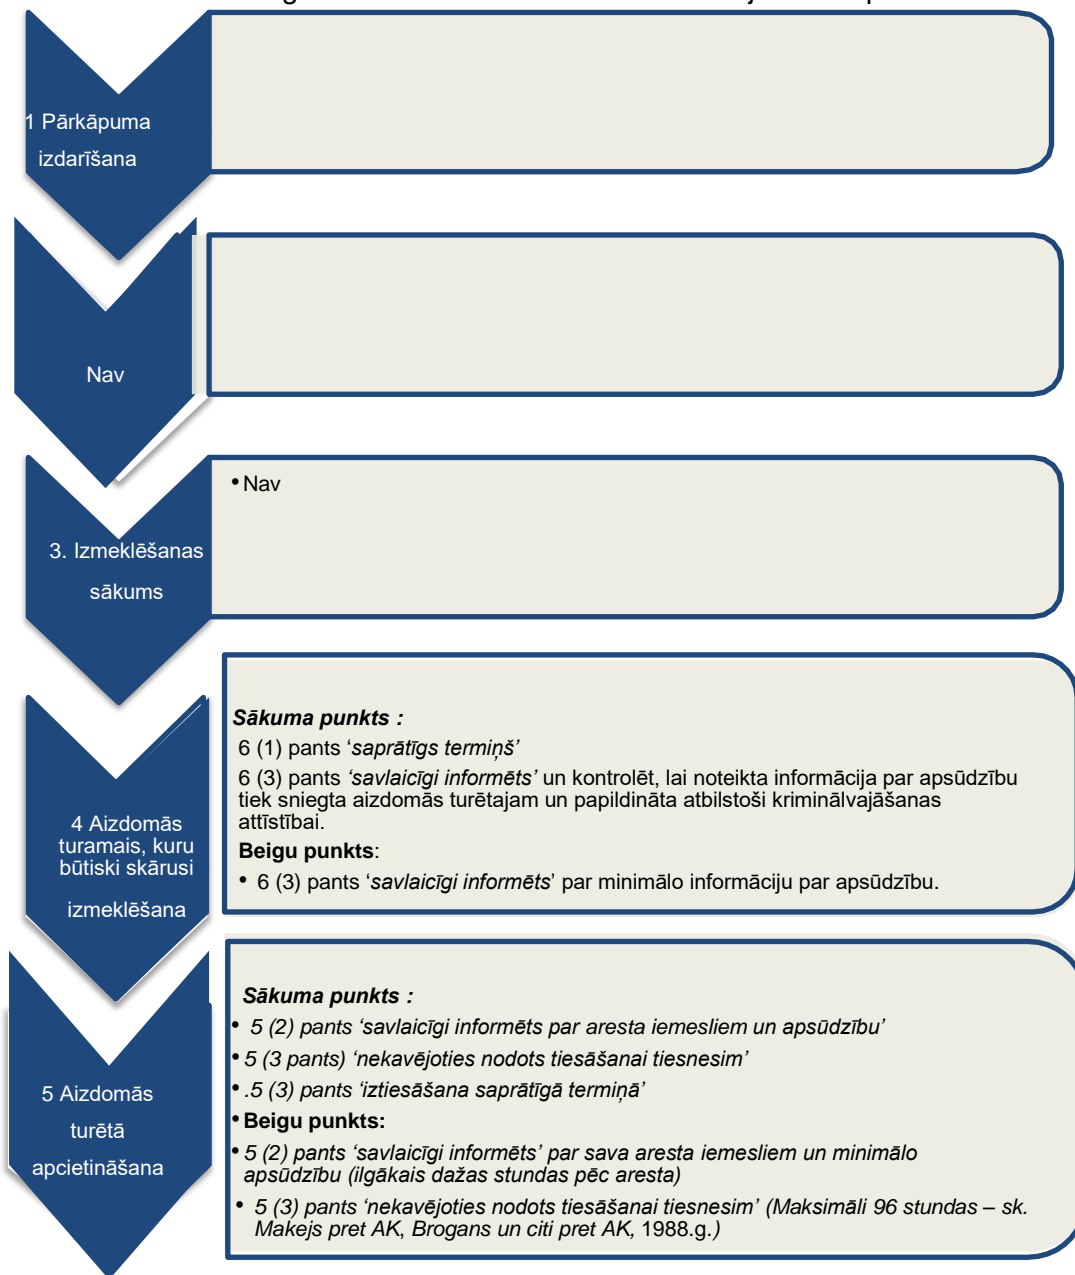 1 Pārkāpuma
izdarīšana
Nav
3. Izmeklēšanas
sākums
• Nav
4 Aizdomās
turamais, kuru
būtiski skārusi
izmeklēšana
Sākuma punkts :
6 (1) pants ‘saprātīgs termiņš’
6 (3) pants ‘savlaicīgi informēts’ un kontrolēt, lai noteikta informācija par apsūdzību
tiek sniegta aizdomās turētajam un papildināta atbilstoši kriminālvajāšanas
attīstībai.
Beigu punkts:
• 6 (3) pants ‘savlaicīgi informēts’ par minimālo informāciju par apsūdzību.
5 Aizdomās
turētā
apcietināšana
Sākuma punkts :
• 5 (2) pants ‘savlaicīgi informēts par aresta iemesliem un apsūdzību’
• 5 (3 pants) ‘nekavējoties nodots tiesāšanai tiesnesim’
• .5 (3) pants ‘iztiesāšana saprātīgā termiņā’
• Beigu punkts:
• 5 (2) pants ‘savlaicīgi informēts’ par sava aresta iemesliem un minimālo
apsūdzību (ilgākais dažas stundas pēc aresta)
• 5 (3) pants ‘nekavējoties nodots tiesāšanai tiesnesim’ (Maksimāli 96 stundas – sk.
Makejs pret AK, Brogans un citi pret AK, 1988.g.)